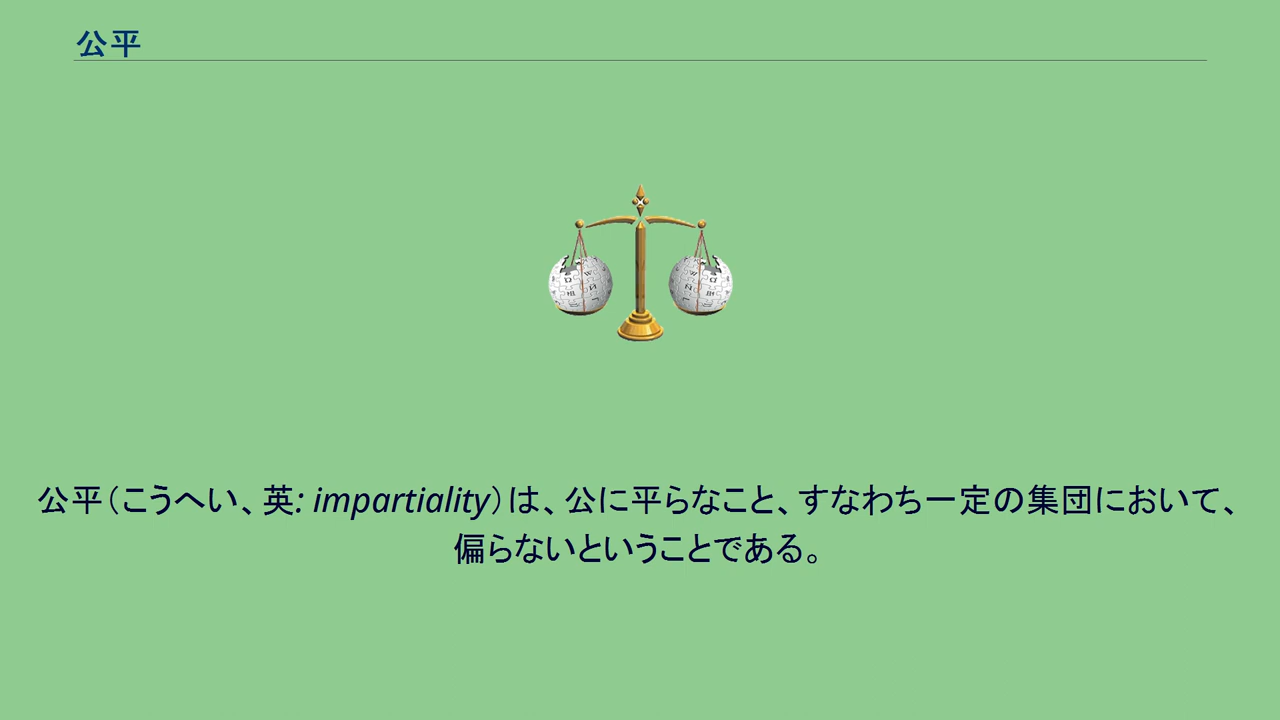 公平
公平（こうへい、英: impartiality）は、公に平らなこと、すなわち一定の集団において、
偏らないということである。